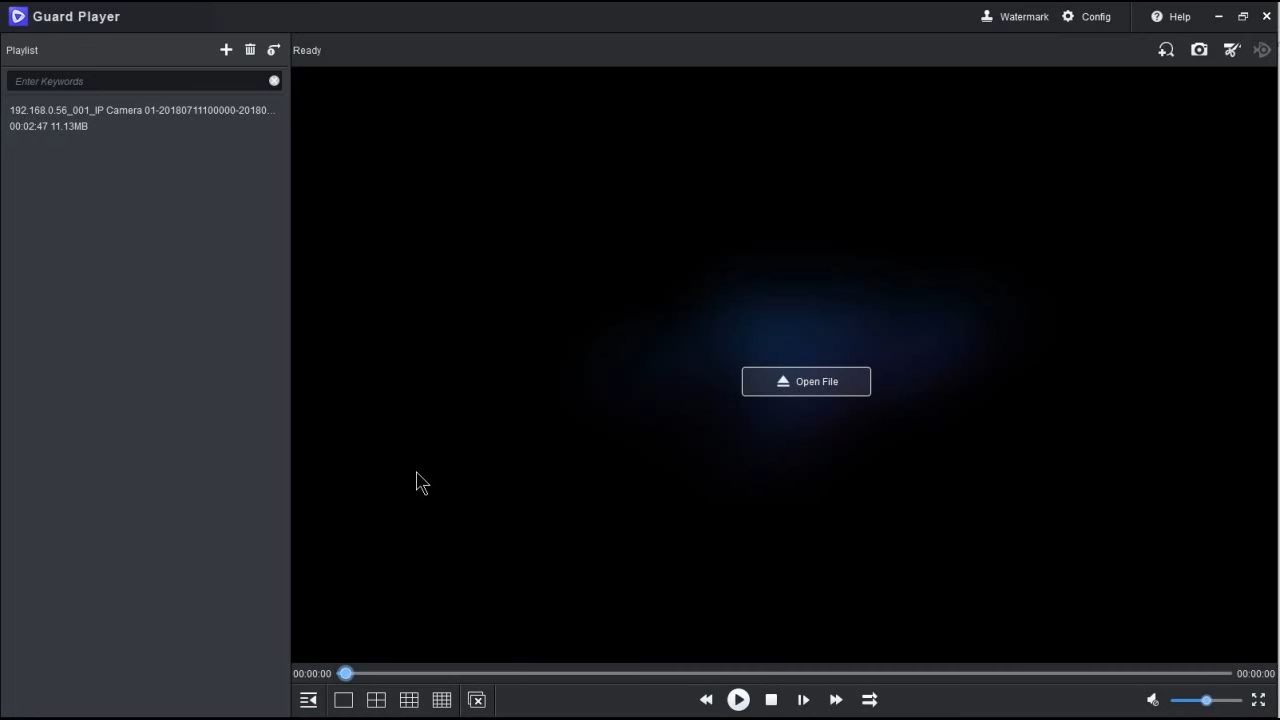 Guard Player
Watermark
Config
Help
Playlist
Ready
Enter Keywords
192.168.0.56_001_IP Camera 01-20180711100000-20180...
00:02:47 11.13MB
Open File
00:00:00
00:00:00